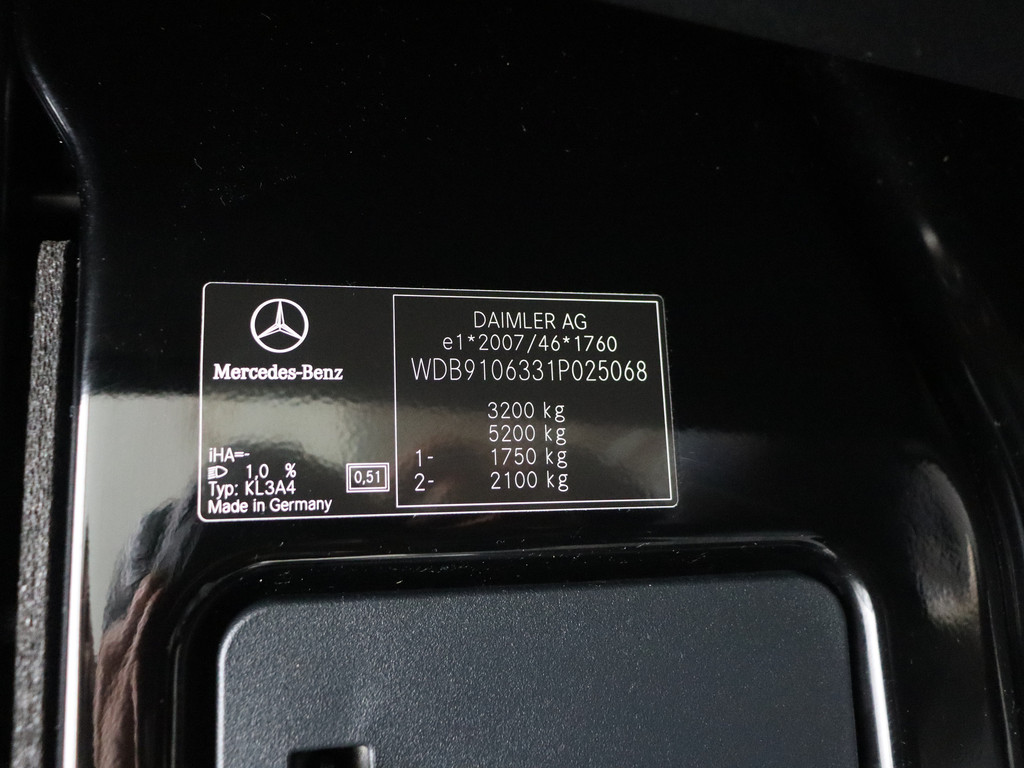 Mercedes-Benz
iHA=-
1.0 %
Typ: KL3A4
Made in Germany
0,51
DAIMLER AG
e1*2007/46*1760
WDB9106331P025068
3200 kg
5200 kg
1- 1750 kg
2- 2100 kg